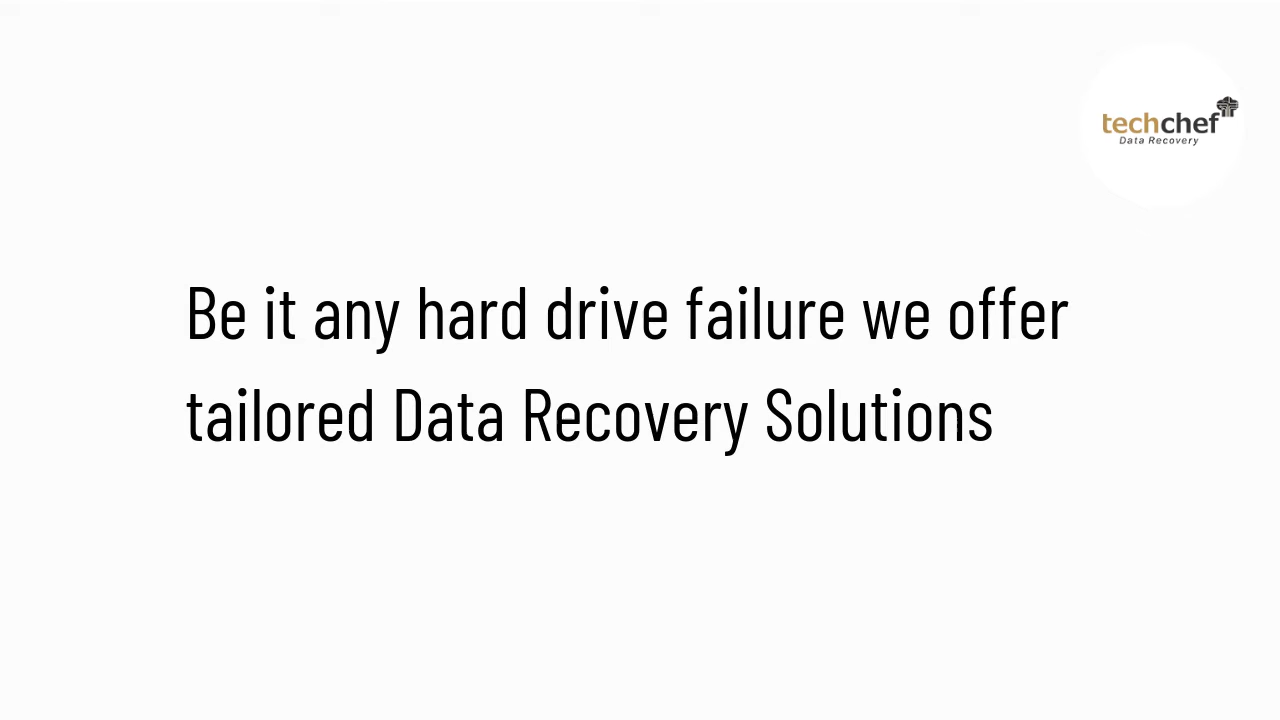 techchef
Data Recovery
Be it any hard drive failure we offer
tailored Data Recovery Solutions